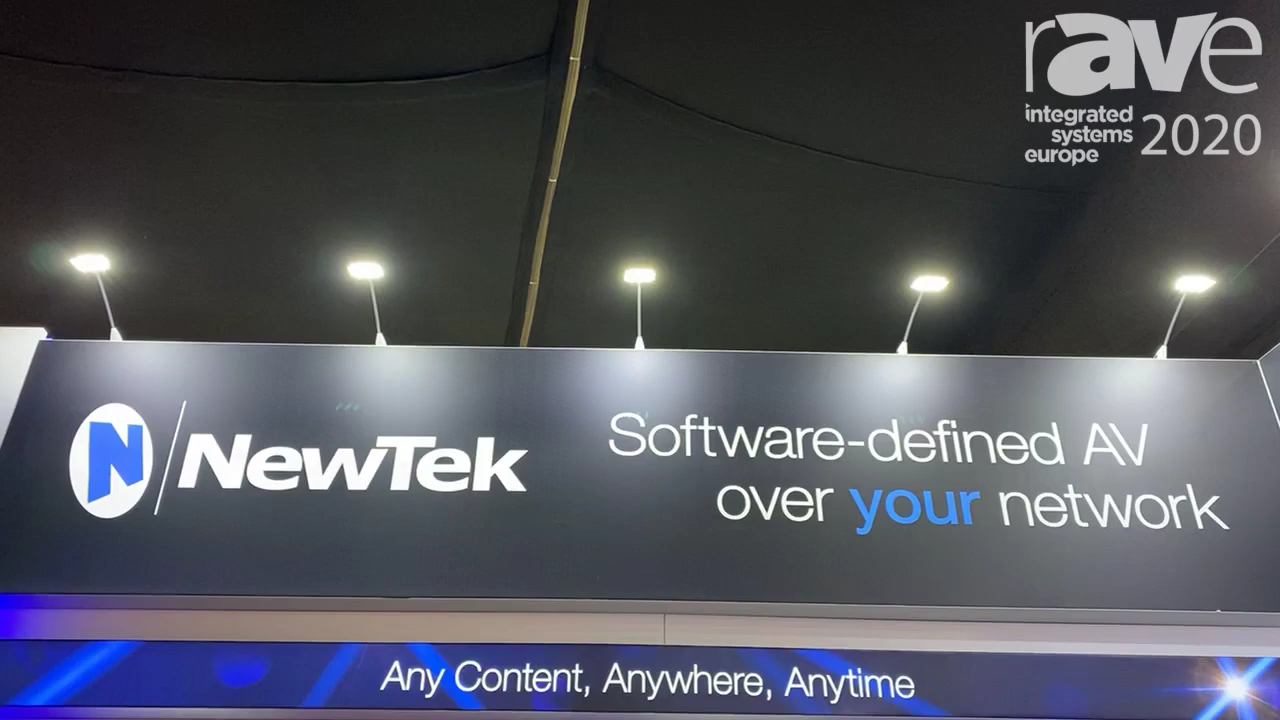 rave
integrated
systems
europe
2020
N NewTek
Software-defined AV
over your network
Any Content, Anywhere, Anytime